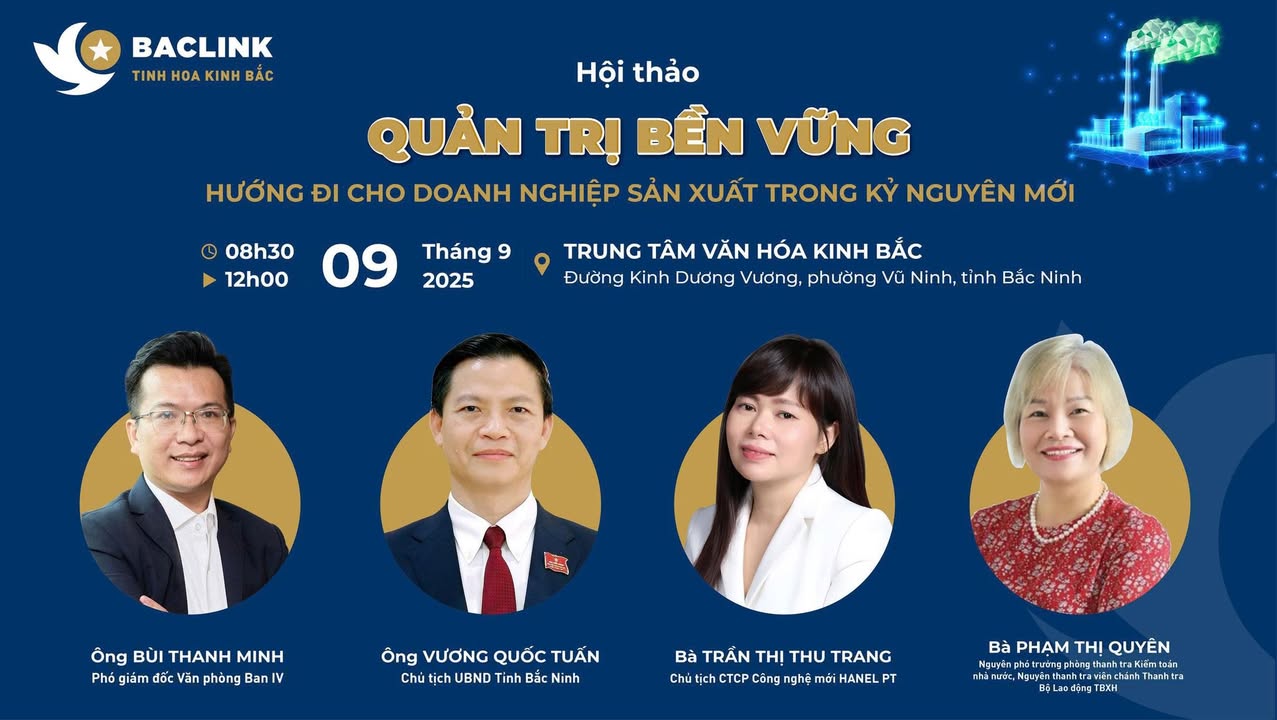 BACLINK
TINH HOA KINH BẮC
Hội thảo
QUẢN TRỊ BỀN VỮNG
HƯỚNG ĐI CHO DOANH NGHIỆP SẢN XUẤT TRONG KỶ NGUYÊN MỚI
08h30
12h00
09
Tháng 9
2025
TRUNG TÂM VĂN HÓA KINH BẮC
Đường Kinh Dương Vương, phường Vũ Ninh, tỉnh Bắc Ninh
Ông BÙI THANH MINH
Phó giám đốc Văn phòng Ban IV
Ông VƯƠNG QUỐC TUẤN
Chủ tịch UBND Tỉnh Bắc Ninh
Bà TRẦN THỊ THU TRANG
Chủ tịch CTCP Công nghệ mới HANEL PT
Bà PHẠM THỊ QUYÊN
Nguyên phó trưởng phòng thanh tra Kiểm toán
nhà nước, Nguyên thanh tra viên chánh Thanh tra
Bộ Lao động TBXH